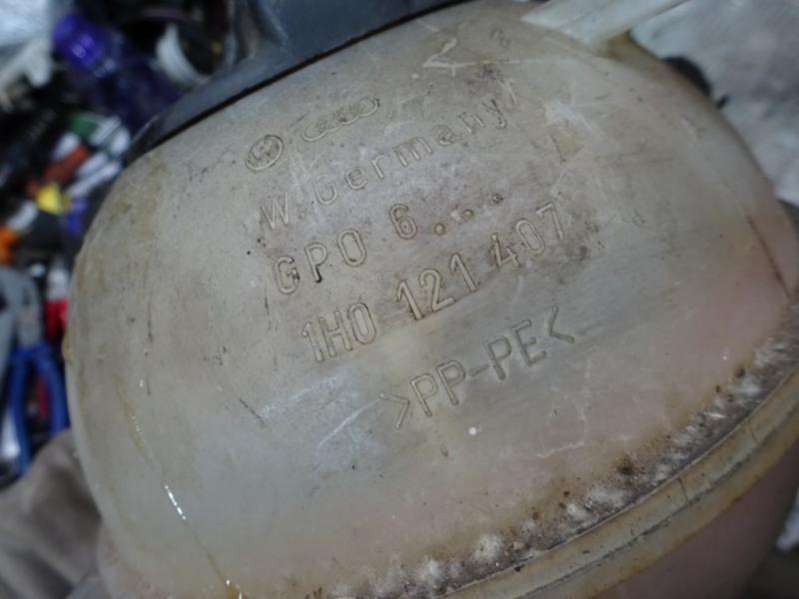 W.Germany
GPO 6...
1H0 121 407
>PP-PE<